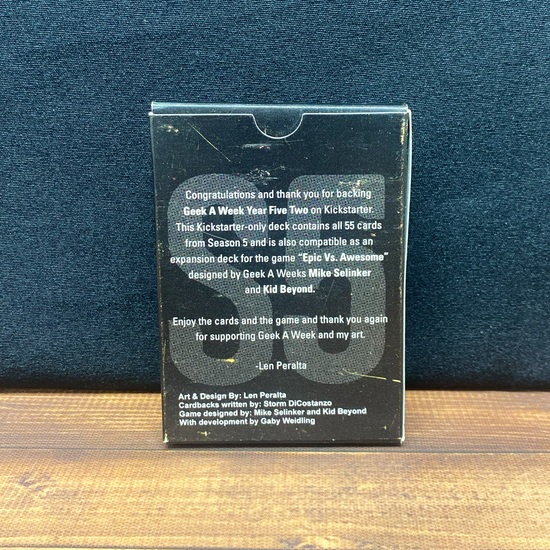 S5
Congratulations and thank you for backing
Geek A Week Year Five Two on Kickstarter.
This Kickstarter-only deck contains all 55 cards
from Season 5 and is also compatible as an
expansion deck for the game "Epic Vs. Awesome"
designed by Geek A Weeks Mike Selinker
and Kid Beyond.
Enjoy the cards and the game and thank you again
for supporting Geek A Week and my art.
-Len Peralta
Art & Design By: Len Peralta
Cardbacks written by: Storm DiCostanzo
Game designed by: Mike Selinker and Kid Beyond
With development by Gaby Weidling